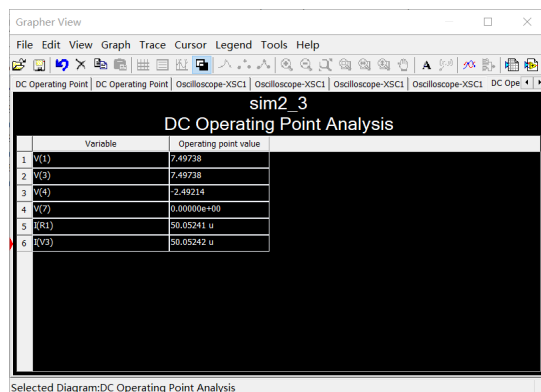 Grapher View
File Edit View Graph Trace Cursor Legend Tools Help
DC Operating Point DC Operating Point Oscilloscope-XSC1 Oscilloscope-XSC1 Oscilloscope-XSC1 Oscilloscope-XSC1 DC Ope
sim2_3
DC Operating Point Analysis
Variable Operating point value
1 V(1) 7.49738
2 V(3) 7.49738
3 V(4) -2.49214
4 V(7) 0.00000e+00
5 I(R1) 50.05241 u
6 I(V3) 50.05242 u
Selected Diagram:DC Operating Point Analysis